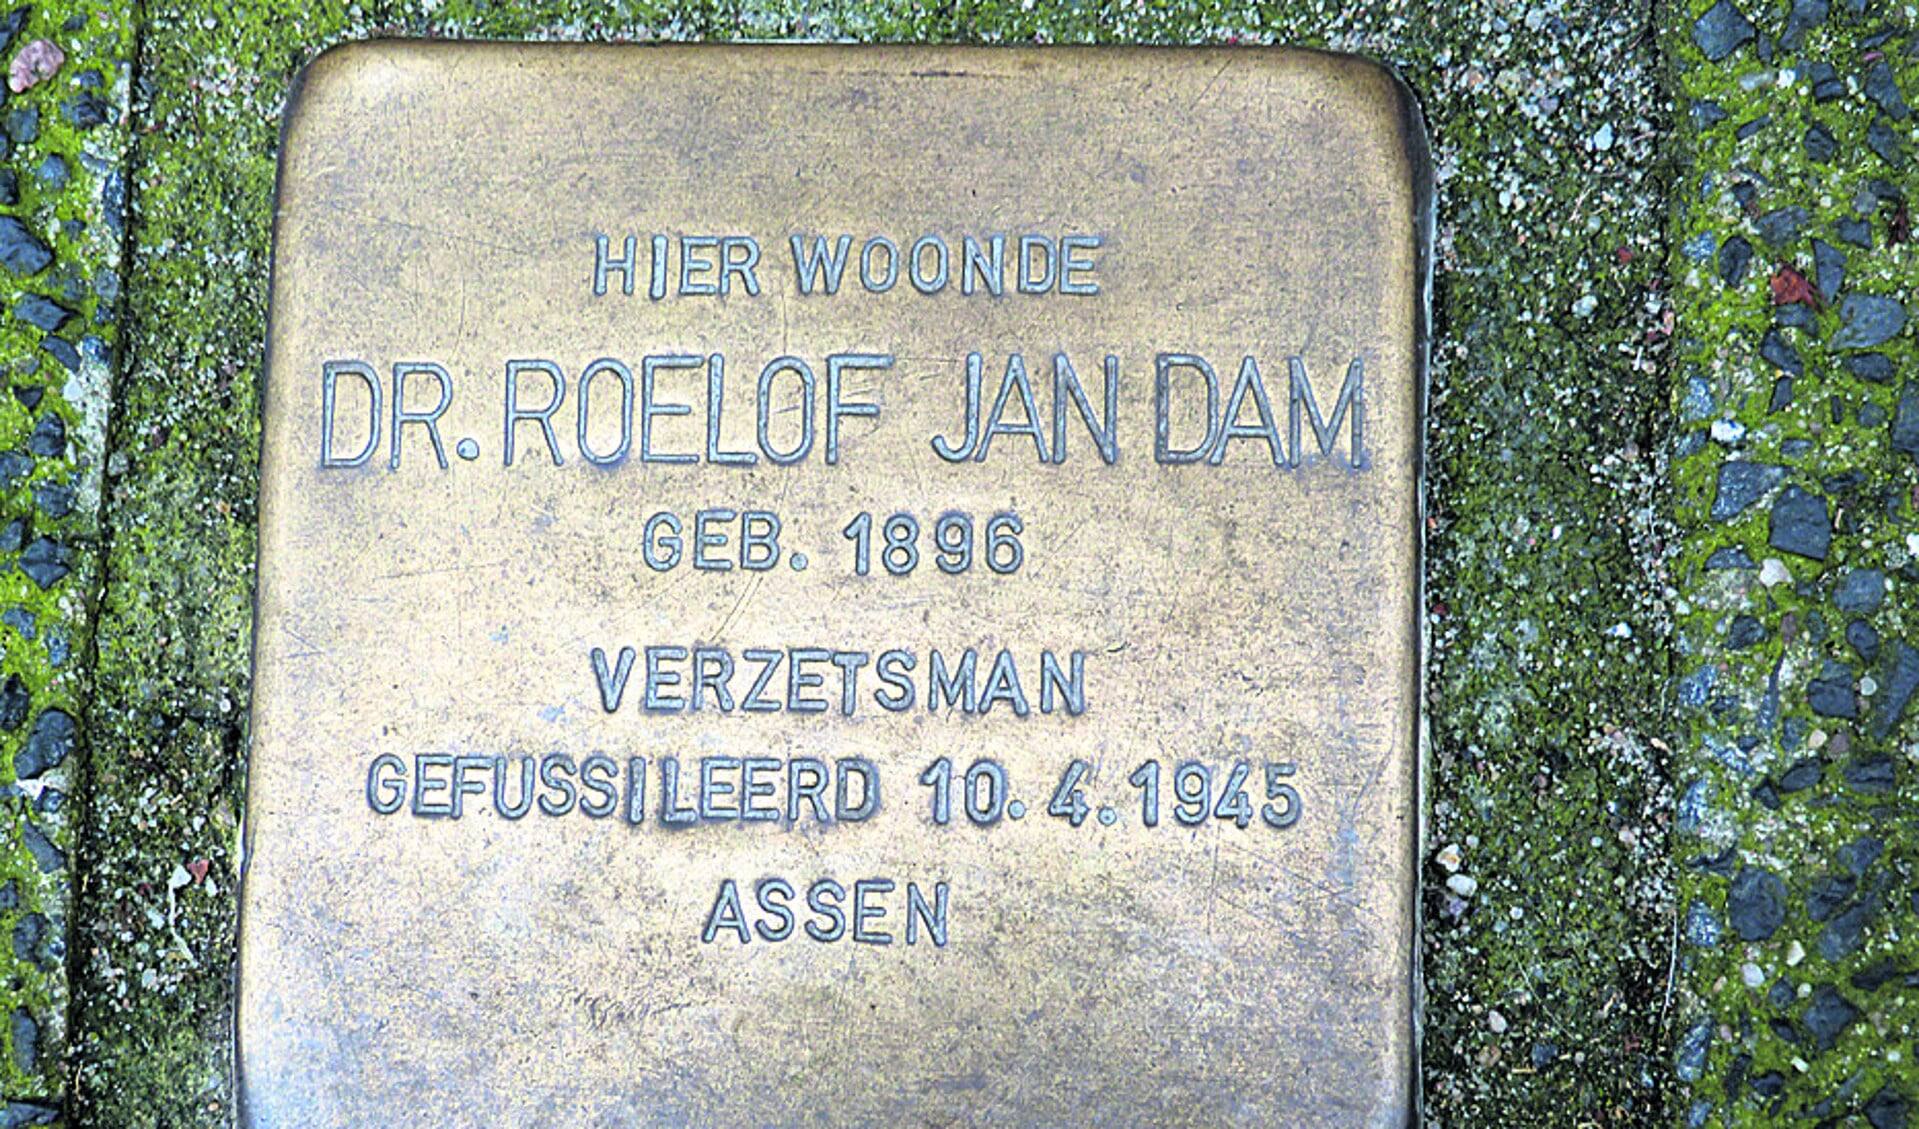 HIER WOONDE
DR. ROELOF JAN DAM
GEB. 1896
VERZETSMAN
GEFUSSILEERD 10.4.1945
ASSEN